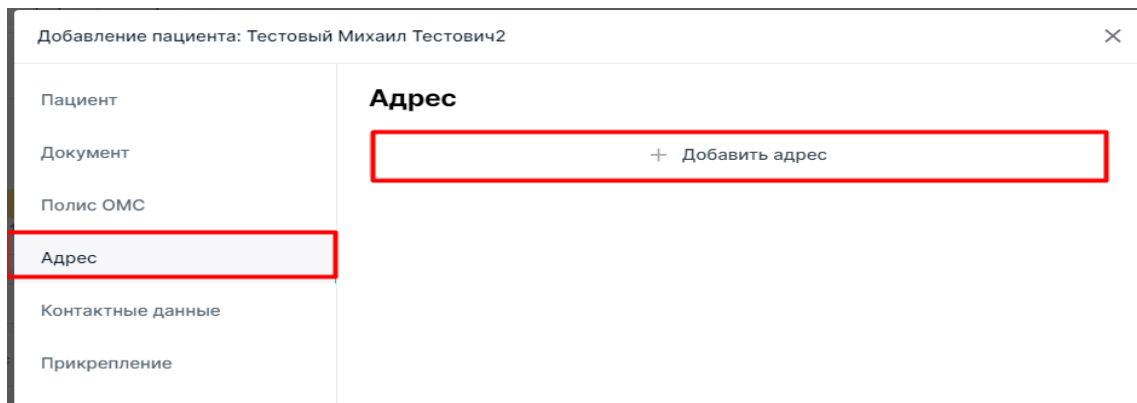 Добавление пациента: Тестовый Михаил Тестович2
Пациент
Документ
Полис ОМС
Адрес
Контактные данные
Прикрепление
Адрес
+ Добавить адрес